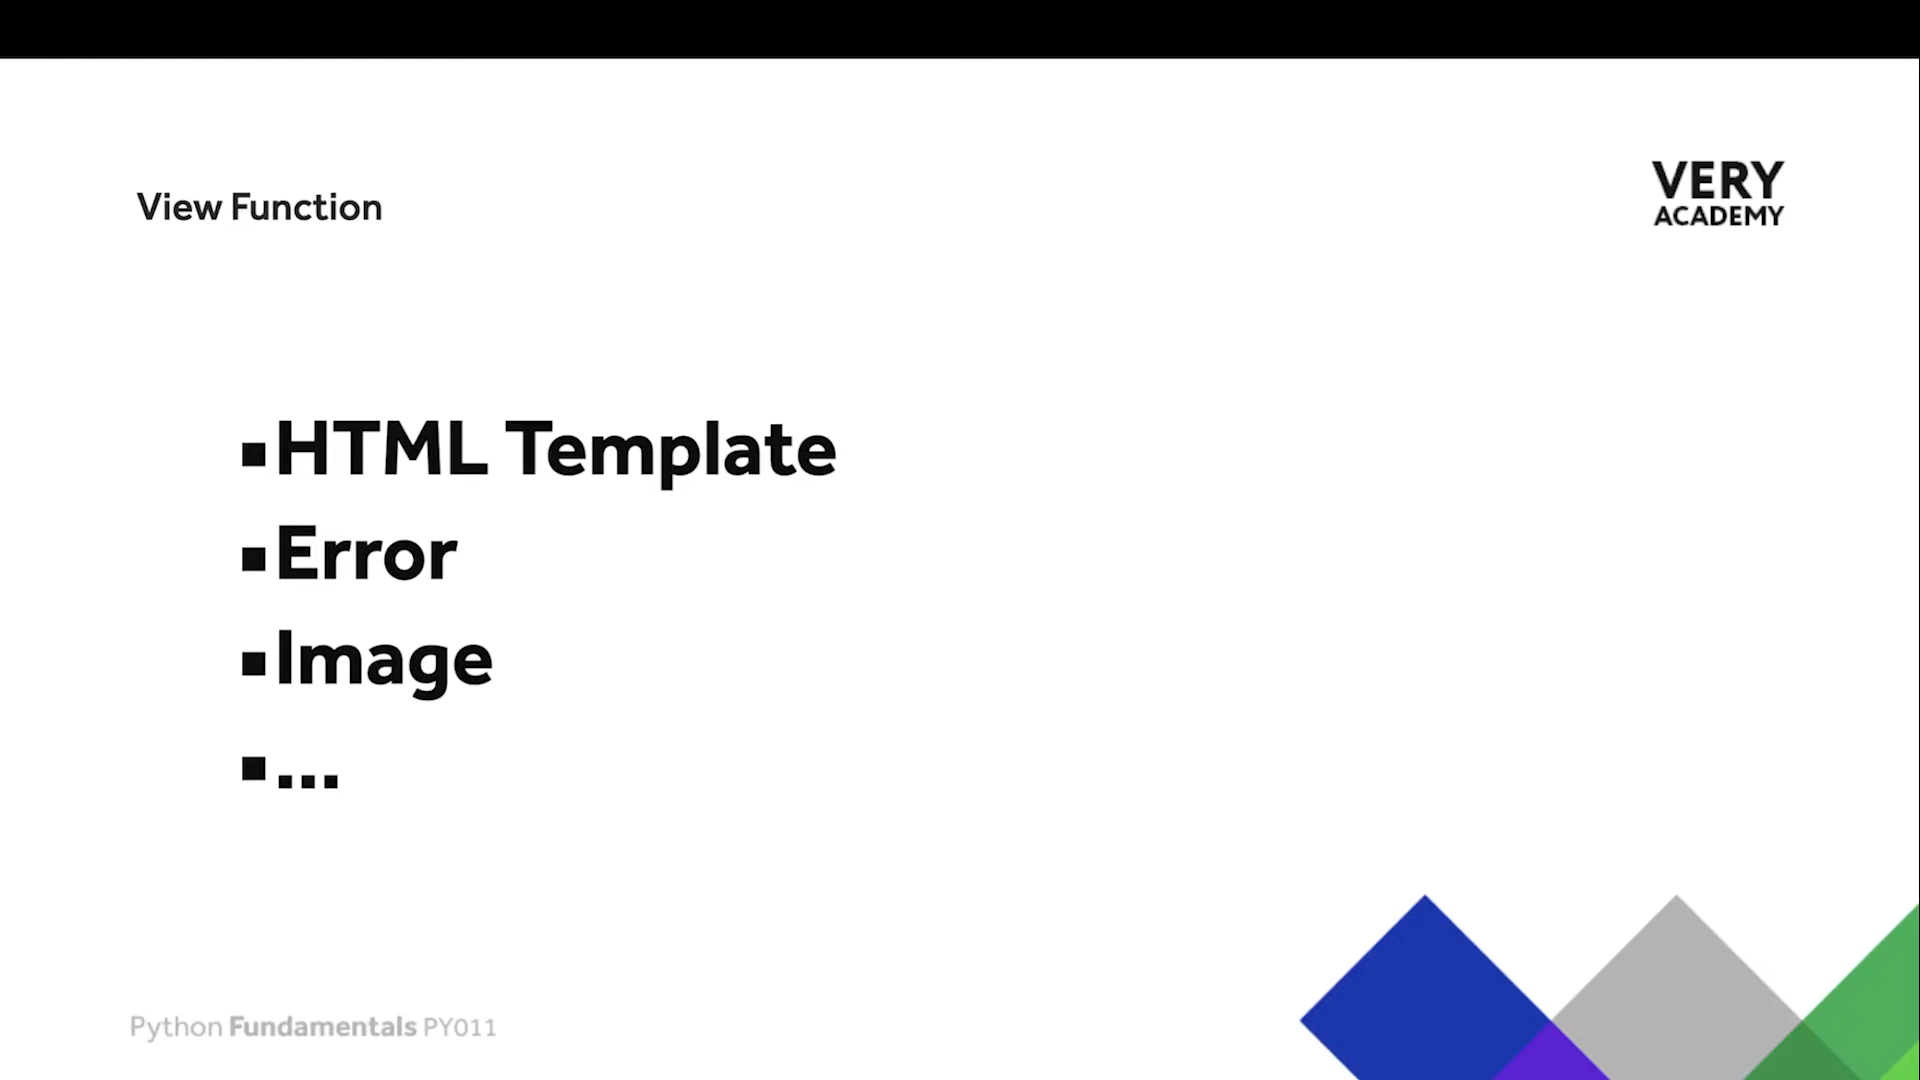 View Function
VERY
ACADEMY
▪HTML Template
▪Error
▪Image
▪...
Python Fundamentals PY011